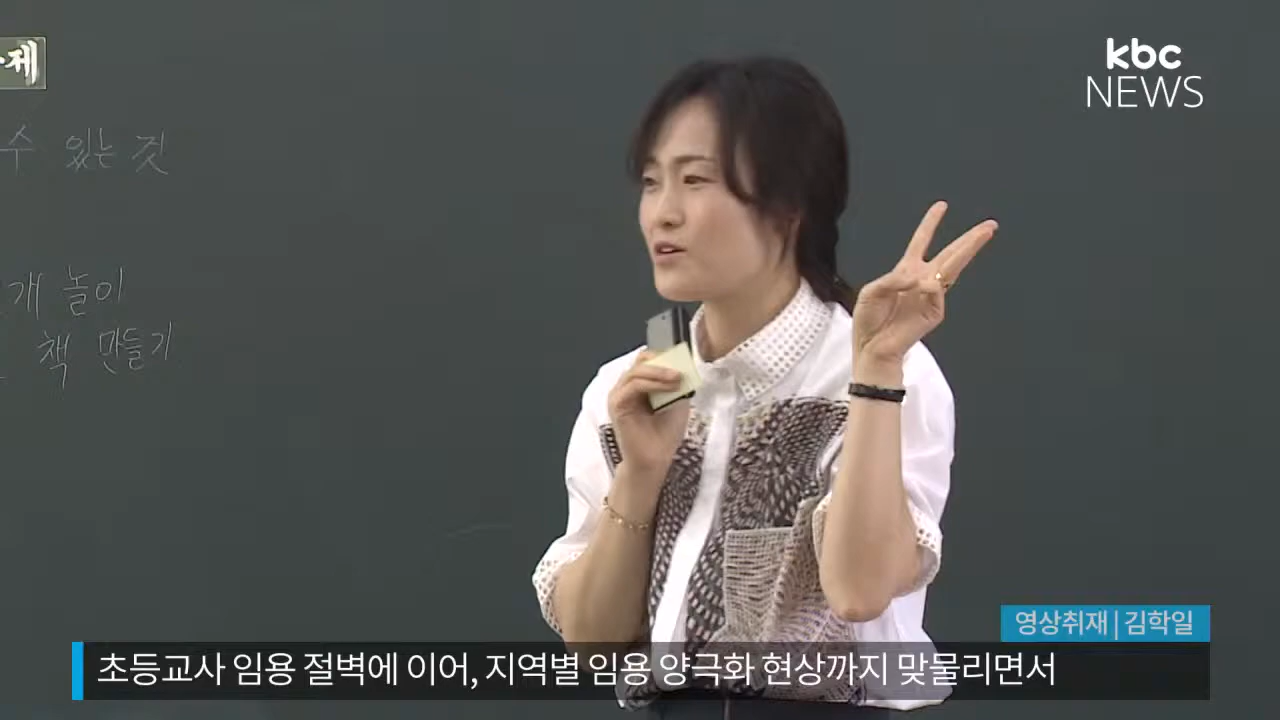 제
kbc
NEWS
수 있는 것
개 놀이
책 만들기
영상취재 | 김학일
초등교사 임용 절벽에 이어, 지역별 임용 양극화 현상까지 맞물리면서